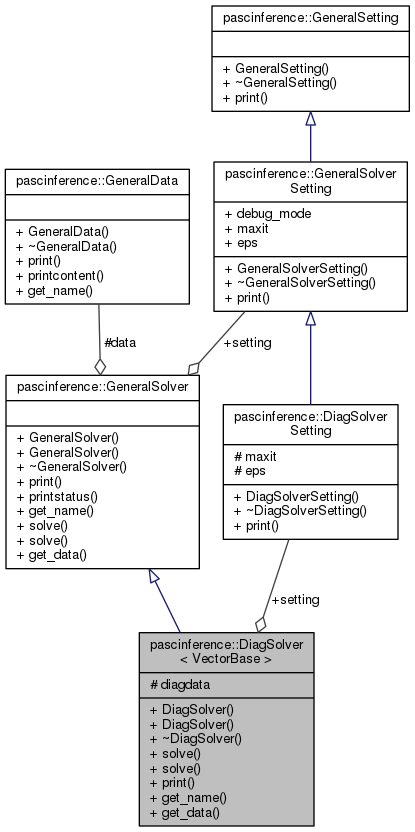 pascinference::GeneralSetting
+ GeneralSetting()
+ ~GeneralSetting()
+ print()
pascinference::GeneralSolver
Setting
+ debug_mode
+ maxit
+ eps
+ GeneralSolverSetting()
+ ~GeneralSolverSetting()
+ print()
pascinference::GeneralData
+ GeneralData()
+ ~GeneralData()
+ print()
+ printcontent()
+ get_name()
#data
+setting
pascinference::GeneralSolver
+ GeneralSolver()
+ GeneralSolver()
+ ~GeneralSolver()
+ print()
+ printstatus()
+ get_name()
+ solve()
+ solve()
+ get_data()
pascinference::DiagSolver
Setting
# maxit
# eps
+ DiagSolverSetting()
+ ~DiagSolverSetting()
+ print()
+setting
pascinference::DiagSolver
< VectorBase >
# diagdata
+ DiagSolver()
+ DiagSolver()
+ ~DiagSolver()
+ solve()
+ solve()
+ print()
+ get_name()
+ get_data()